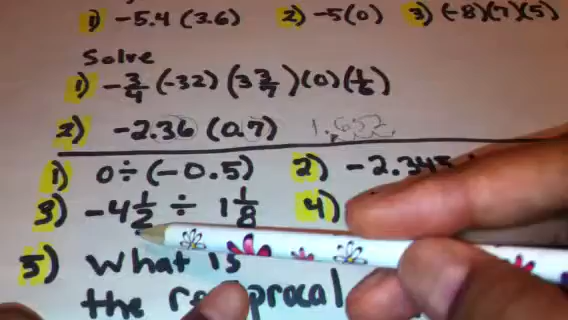 1) -5.4 (3.6) 2) -5(0) 3) (-8)(7)(5)
Solve
1) -3/4 (-32) (3 3/7) (0) (1/6)
2) -2.36 (0.7) 1.652
1) 0 ÷ (-0.5) 2) -2.345
3) -4 1/2 ÷ 1 1/8 4)
5) What is
the reciprocal